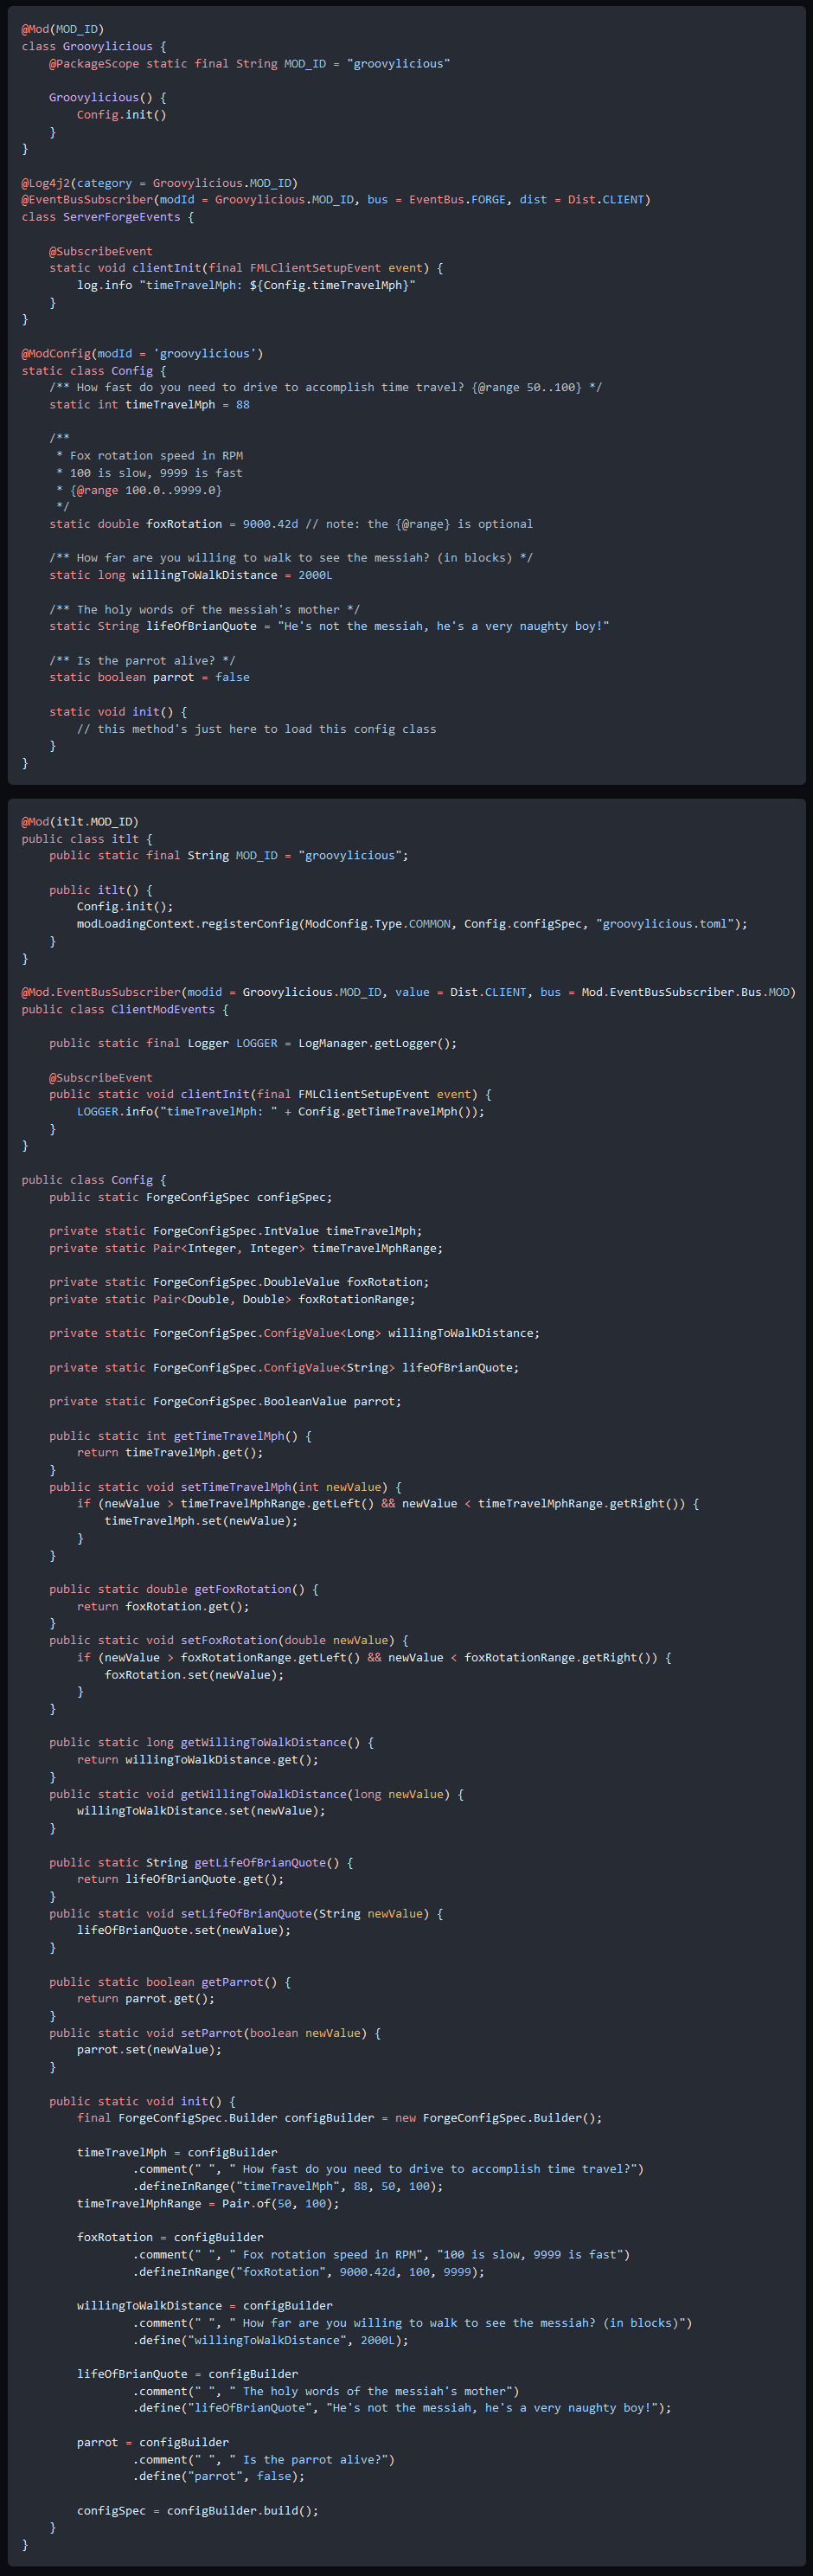 @Mod(MOD_ID)
class Groovylicious {
    @PackageScope static final String MOD_ID = "groovylicious"

    Groovylicious() {
        Config.init()
    }
}

@Log4j2(category = Groovylicious.MOD_ID)
@EventBusSubscriber(modId = Groovylicious.MOD_ID, bus = EventBus.FORGE, dist = Dist.CLIENT)
class ServerForgeEvents {

    @SubscribeEvent
    static void clientInit(final FMLClientSetupEvent event) {
        log.info "timeTravelMph: ${Config.timeTravelMph}"
    }
}

@ModConfig(modId = 'groovylicious')
static class Config {
    /** How fast do you need to drive to accomplish time travel? {@range 50..100} */
    static int timeTravelMph = 88

    /**
     * Fox rotation speed in RPM
     * 100 is slow, 9999 is fast
     * {@range 100.0..9999.0}
     */
    static double foxRotation = 9000.42d // note: the {@range} is optional

    /** How far are you willing to walk to see the messiah? (in blocks) */
    static long willingToWalkDistance = 2000L

    /** The holy words of the messiah's mother */
    static String lifeOfBrianQuote = "He's not the messiah, he's a very naughty boy!"

    /** Is the parrot alive? */
    static boolean parrot = false

    static void init() {
        // this method's just here to load this config class
    }
}

@Mod(itlt.MOD_ID)
public class itlt {
    public static final String MOD_ID = "groovylicious";

    public itlt() {
        Config.init();
        modLoadingContext.registerConfig(ModConfig.Type.COMMON, Config.configSpec, "groovylicious.toml");
    }
}

@Mod.EventBusSubscriber(modid = Groovylicious.MOD_ID, value = Dist.CLIENT, bus = Mod.EventBusSubscriber.Bus.MOD)
public class ClientModEvents {

    public static final Logger LOGGER = LogManager.getLogger();

    @SubscribeEvent
    public static void clientInit(final FMLClientSetupEvent event) {
        LOGGER.info("timeTravelMph: " + Config.getTimeTravelMph());
    }
}

public class Config {
    public static ForgeConfigSpec configSpec;

    private static ForgeConfigSpec.IntValue timeTravelMph;
    private static Pair<Integer, Integer> timeTravelMphRange;

    private static ForgeConfigSpec.DoubleValue foxRotation;
    private static Pair<Double, Double> foxRotationRange;

    private static ForgeConfigSpec.ConfigValue<Long> willingToWalkDistance;

    private static ForgeConfigSpec.ConfigValue<String> lifeOfBrianQuote;

    private static ForgeConfigSpec.BooleanValue parrot;

    public static int getTimeTravelMph() {
        return timeTravelMph.get();
    }
    public static void setTimeTravelMph(int newValue) {
        if (newValue > timeTravelMphRange.getLeft() && newValue < timeTravelMphRange.getRight()) {
            timeTravelMph.set(newValue);
        }
    }

    public static double getFoxRotation() {
        return foxRotation.get();
    }
    public static void setFoxRotation(double newValue) {
        if (newValue > foxRotationRange.getLeft() && newValue < foxRotationRange.getRight()) {
            foxRotation.set(newValue);
        }
    }

    public static long getWillingToWalkDistance() {
        return willingToWalkDistance.get();
    }
    public static void getWillingToWalkDistance(long newValue) {
        willingToWalkDistance.set(newValue);
    }

    public static String getLifeOfBrianQuote() {
        return lifeOfBrianQuote.get();
    }
    public static void setLifeOfBrianQuote(String newValue) {
        lifeOfBrianQuote.set(newValue);
    }

    public static boolean getParrot() {
        return parrot.get();
    }
    public static void setParrot(boolean newValue) {
        parrot.set(newValue);
    }

    public static void init() {
        final ForgeConfigSpec.Builder configBuilder = new ForgeConfigSpec.Builder();

        timeTravelMph = configBuilder
                .comment(" ", " How fast do you need to drive to accomplish time travel?")
                .defineInRange("timeTravelMph", 88, 50, 100);
        timeTravelMphRange = Pair.of(50, 100);

        foxRotation = configBuilder
                .comment(" ", " Fox rotation speed in RPM", "100 is slow, 9999 is fast")
                .defineInRange("foxRotation", 9000.42d, 100, 9999);

        willingToWalkDistance = configBuilder
                .comment(" ", " How far are you willing to walk to see the messiah? (in blocks)")
                .define("willingToWalkDistance", 2000L);

        lifeOfBrianQuote = configBuilder
                .comment(" ", " The holy words of the messiah's mother")
                .define("lifeOfBrianQuote", "He's not the messiah, he's a very naughty boy!");

        parrot = configBuilder
                .comment(" ", " Is the parrot alive?")
                .define("parrot", false);

        configSpec = configBuilder.build();
    }
}